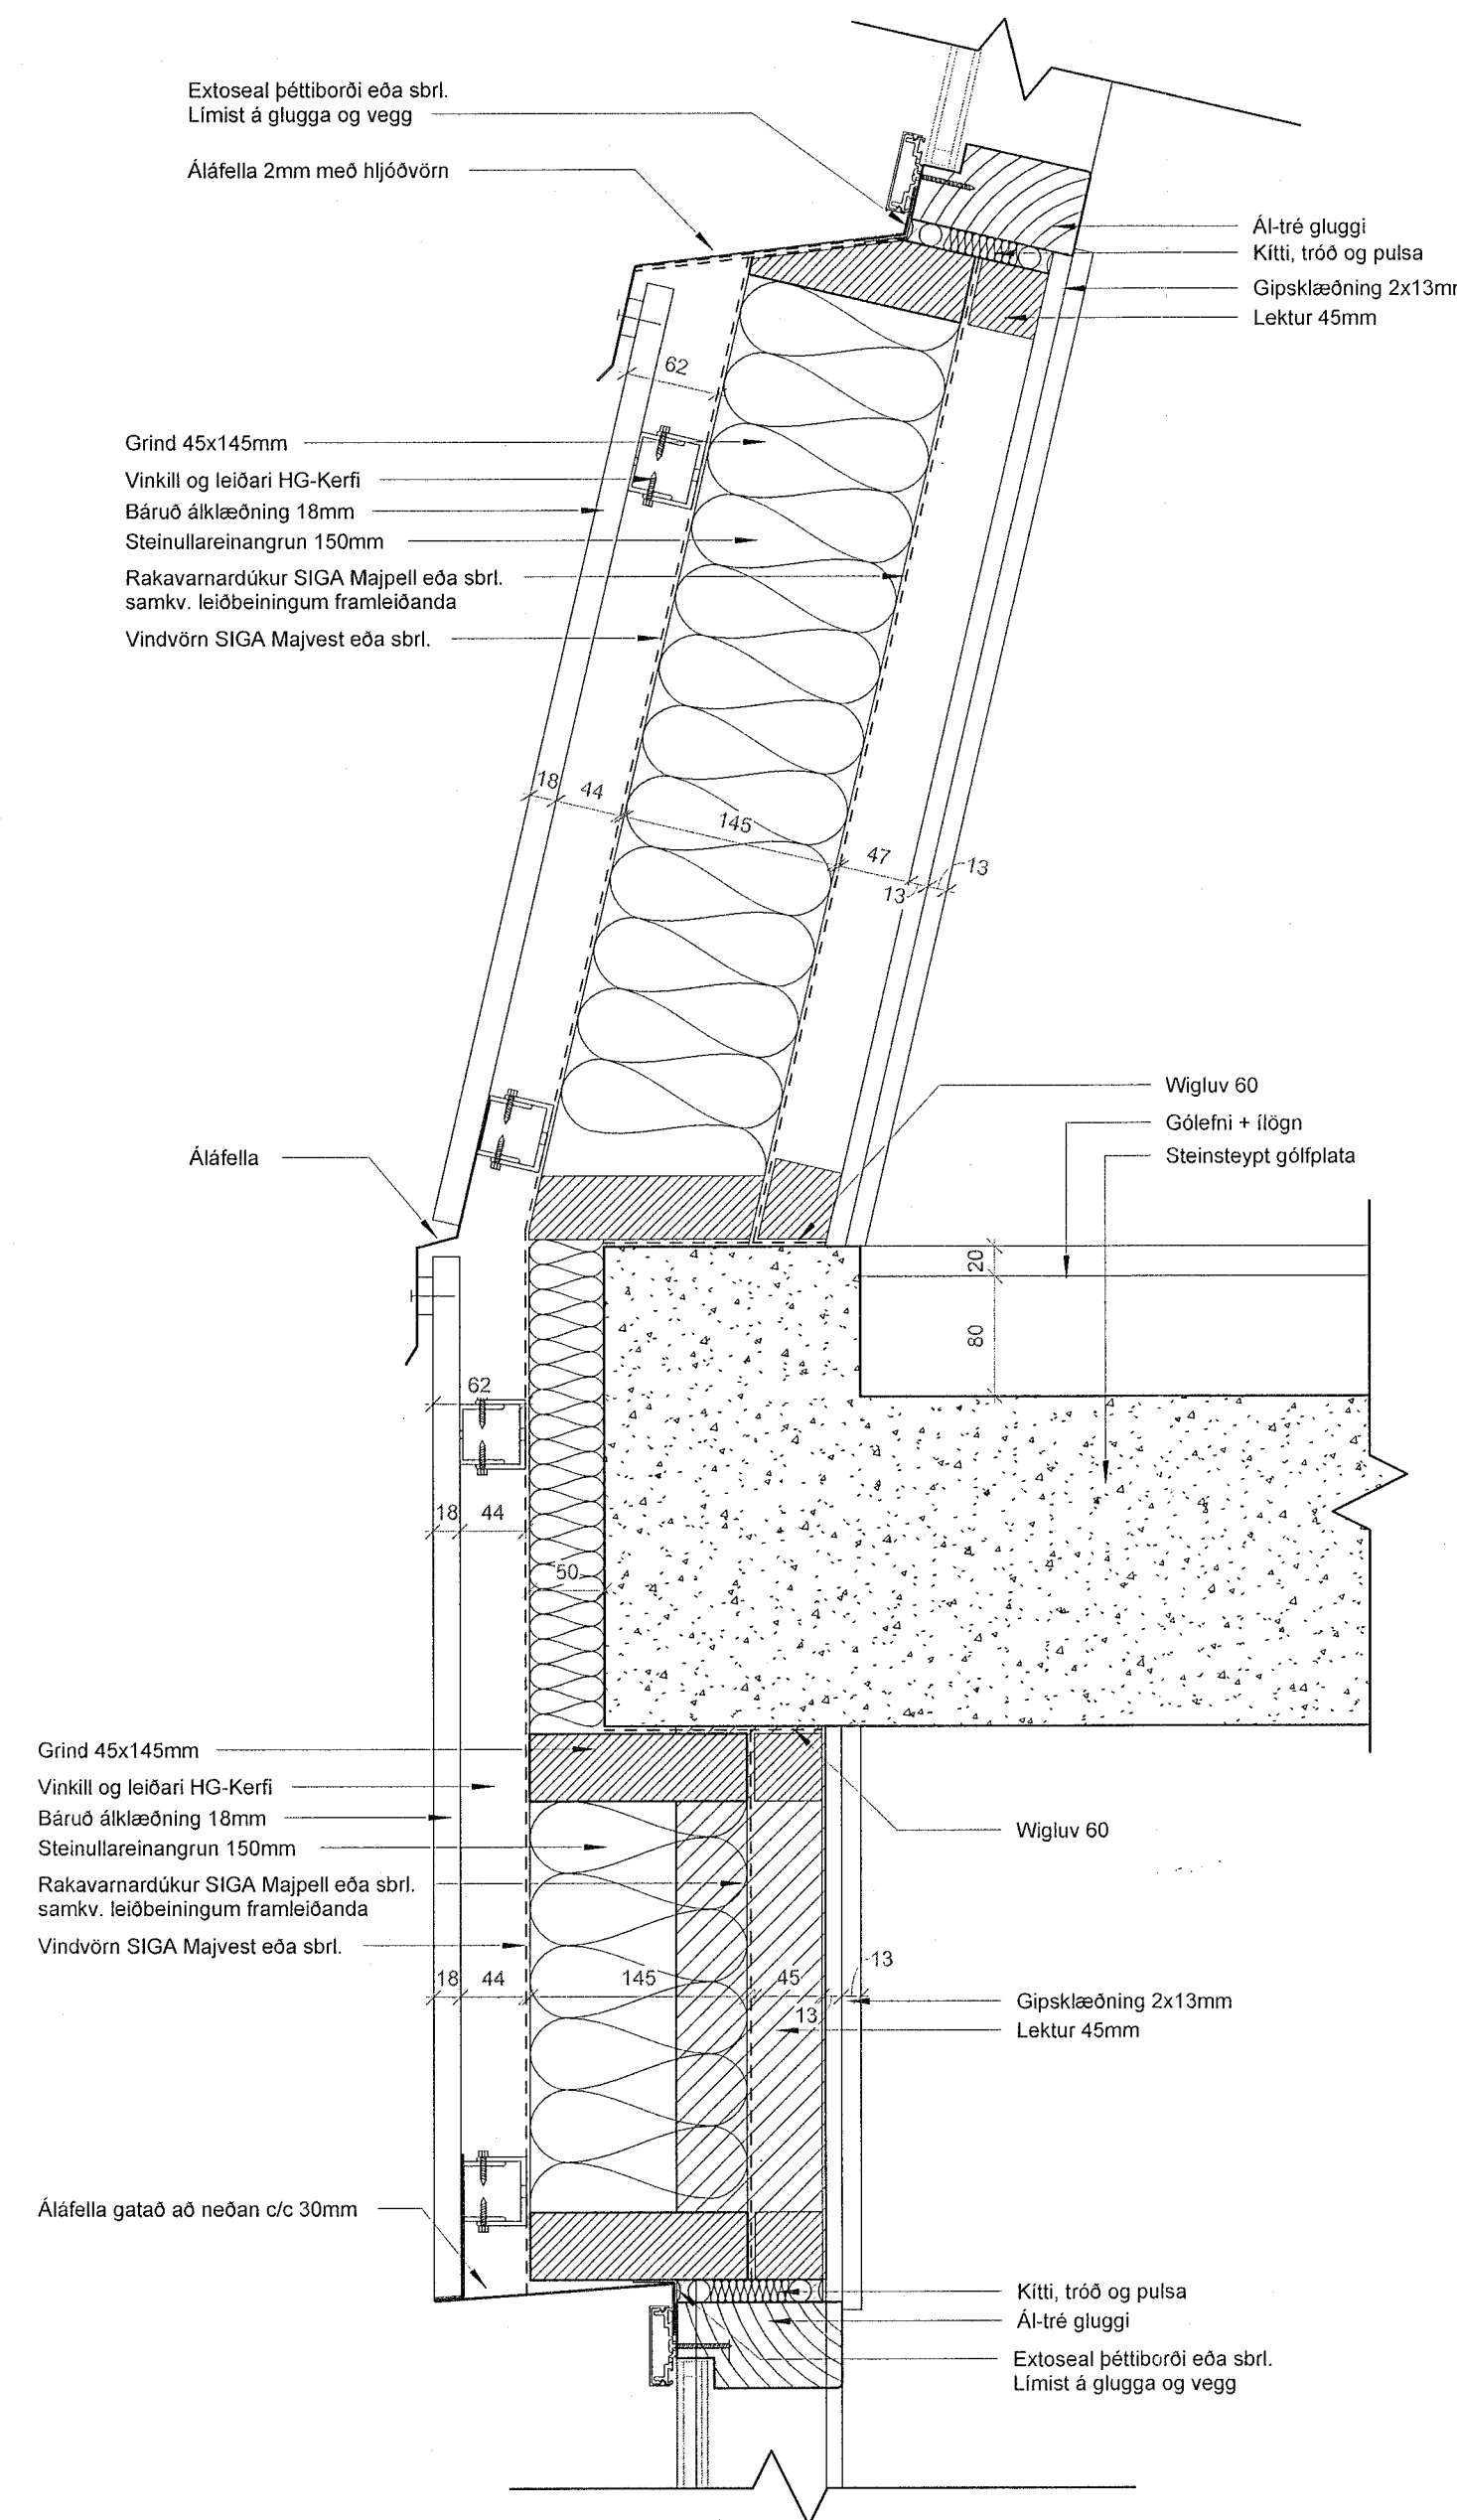 Extoseal þéttiborði eða sbrl.
Límist á glugga og vegg
Áláfella 2mm með hljóðvörn
Ál-tré gluggi
Kítti, tróð og pulsa
Gipsklæðning 2x13m
Lektur 45mm
62
Grind 45x145mm
Vinkill og leiðari HG-Kerfi
Báruð álklæðning 18mm
Steinullareinangrun 150mm
Rakavarnardúkur SIGA Majpell eða sbrl.
samkv. leiðbeiningum framleiðanda
Vindvörn SIGA Majvest eða sbrl.
18
44
145
47
13
13
Wigluv 60
Gólefni + ílögn
Steinsteypt gólfplata
Áláfella
20
80
62
18
44
50
Grind 45x145mm
Vinkill og leiðari HG-Kerfi
Báruð álklæðning 18mm
Steinullareinangrun 150mm
Rakavarnardúkur SIGA Majpell eða sbrl.
samkv. leiðbeiningum framleiðanda
Vindvörn SIGA Majvest eða sbrl.
Wigluv 60
18
44
145
45
13
13
Gipsklæðning 2x13mm
Lektur 45mm
Áláfella gatað að neðan c/c 30mm
Kítti, tróð og pulsa
Ál-tré gluggi
Extoseal þéttiborði eða sbrl.
Límist á glugga og vegg